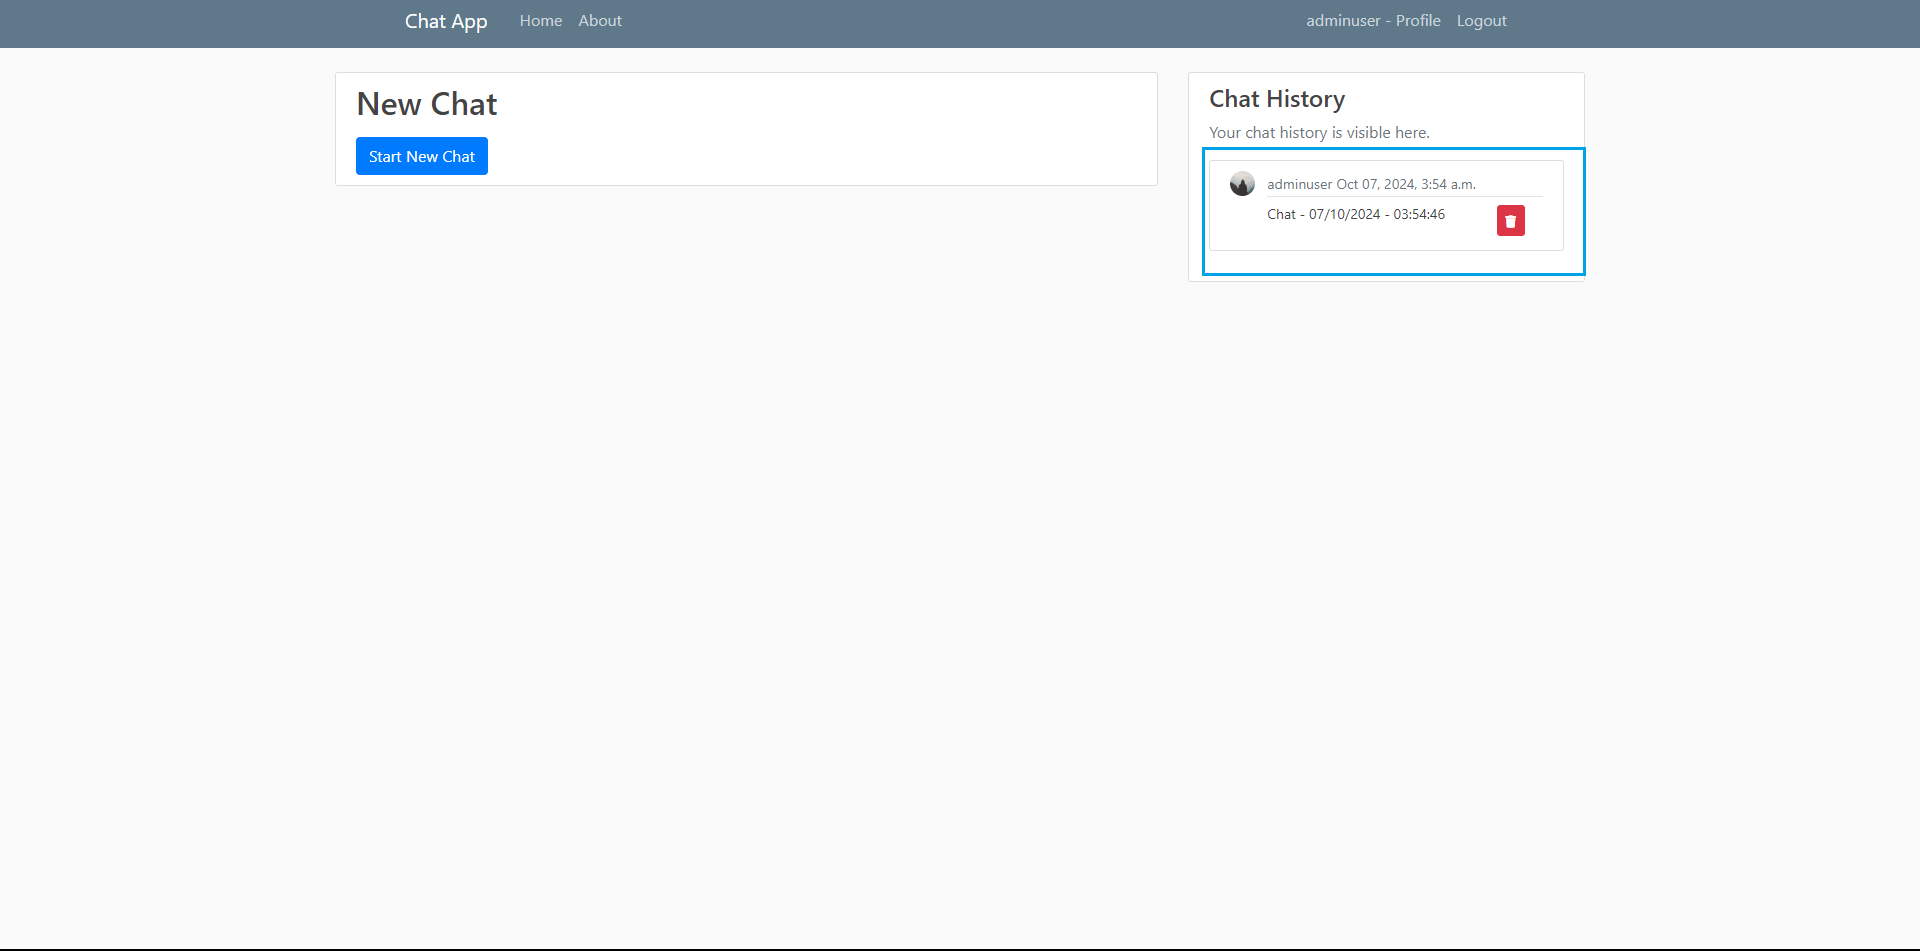 Chat App Home About adminuser - Profile Logout
New Chat
Start New Chat
Chat History
Your chat history is visible here.
adminuser Oct 07, 2024, 3:54 a.m.
Chat - 07/10/2024 - 03:54:46